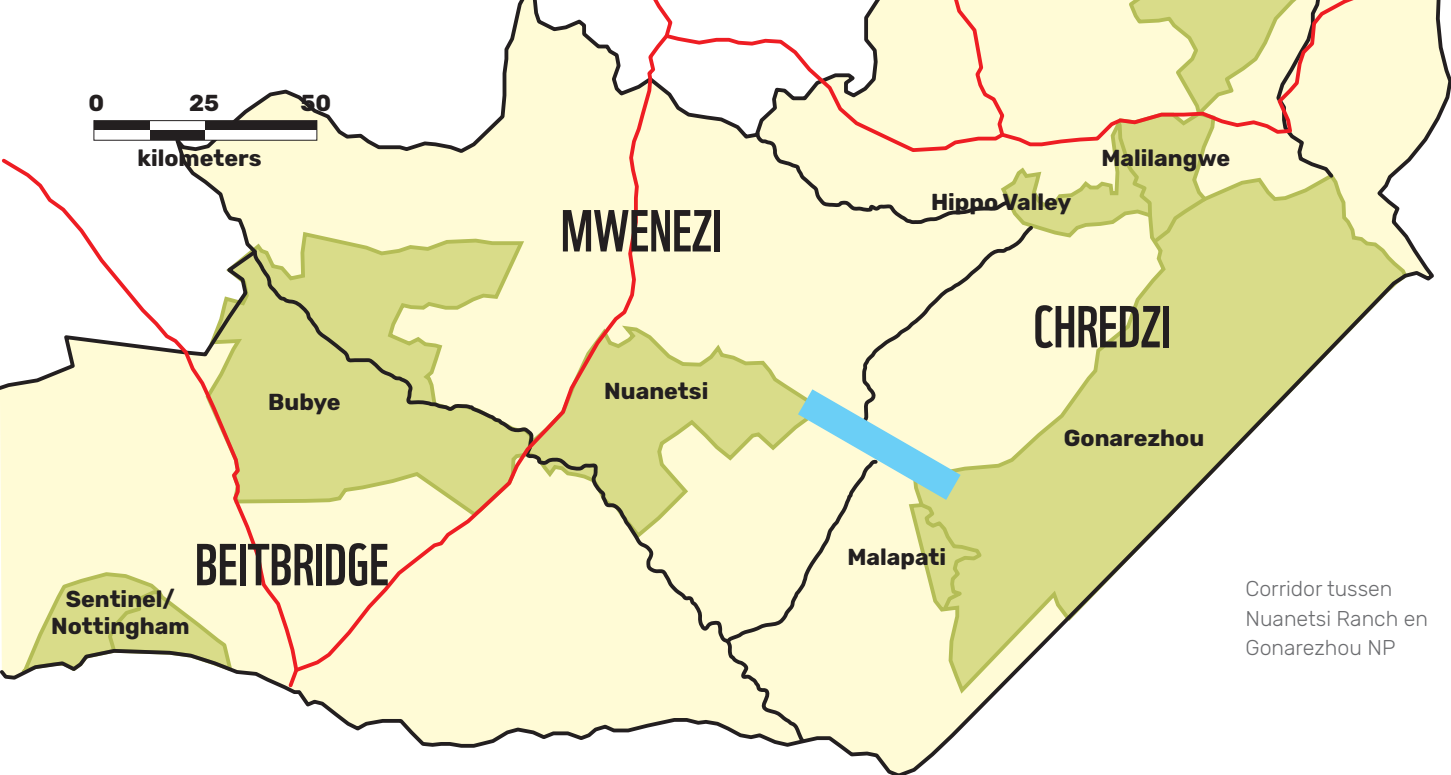 0 25 50
kilometers
Malilangwe
Hippo Valley
MWENEZI
CHREDZI
Nuanetsi
Bubye
Gonarezhou
BEITBRIDGE
Malapati
Sentinel/
Nottingham
Corridor tussen
Nuanetsi Ranch en
Gonarezhou NP